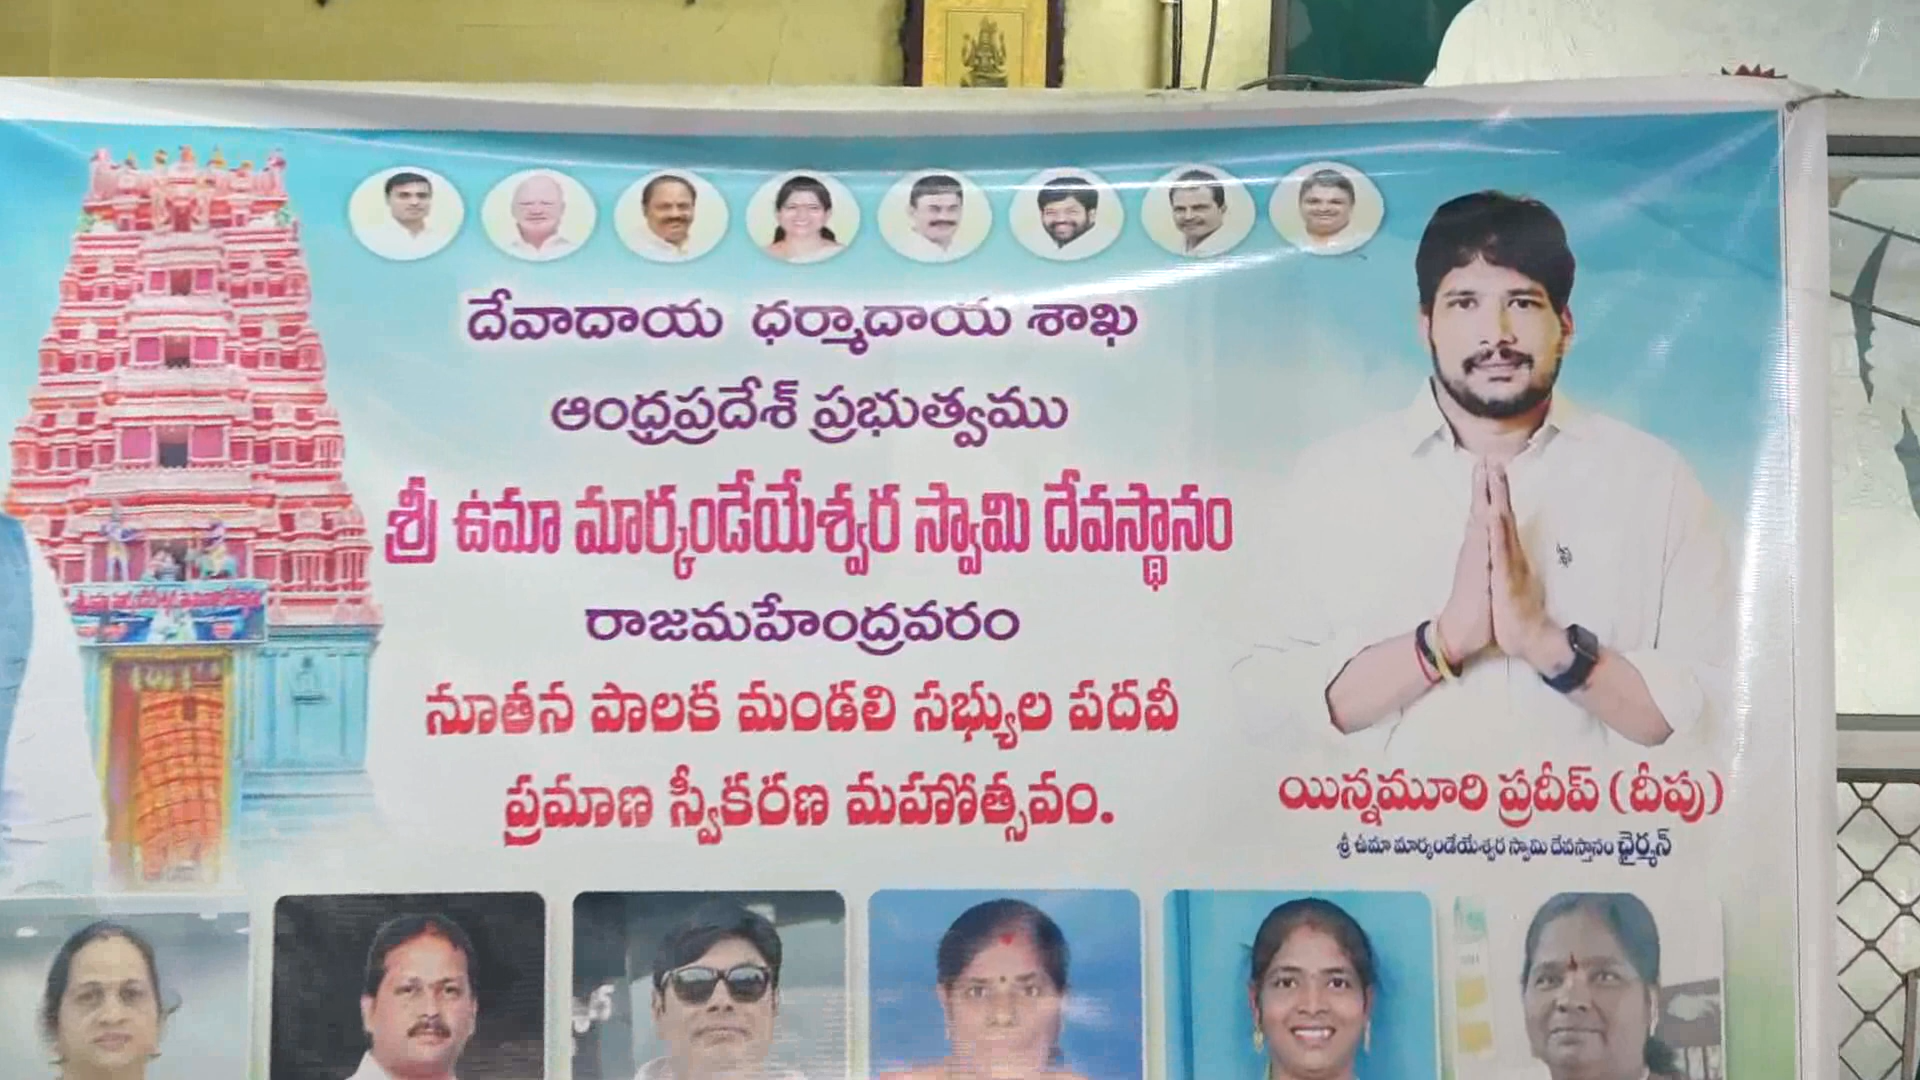 దేవాదాయ ధర్మాదాయ శాఖ
ఆంధ్రప్రదేశ్ ప్రభుత్వము
శ్రీ ఉమా మార్కండేయేశ్వర స్వామి దేవస్థానం
రాజమహేంద్రవరం
నూతన పాలక మండలి సభ్యుల పదవీ
ప్రమాణ స్వీకరణ మహోత్సవం.
యిన్నమూరి ప్రదీప్ (దీపు)
శ్రీ ఉమా మార్కండేయేశ్వర స్వామి దేవస్తానం ఛైర్మన్